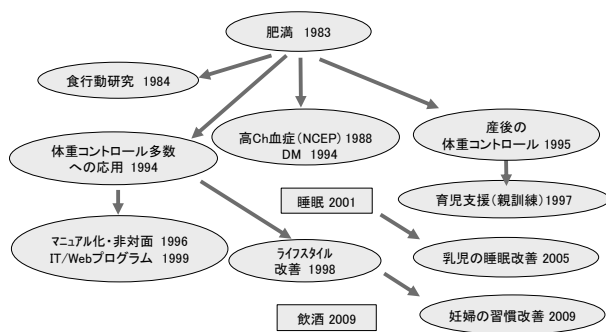 肥満 1983
食行動研究 1984
高Ch血症(NCEP) 1988
DM 1994
産後の
体重コントロール 1995
体重コントロール多数
への応用 1994
睡眠 2001
育児支援(親訓練)1997
マニュアル化・非対面 1996
IT/Webプログラム 1999
ライフスタイル
改善 1998
乳児の睡眠改善 2005
飲酒 2009
妊婦の習慣改善 2009